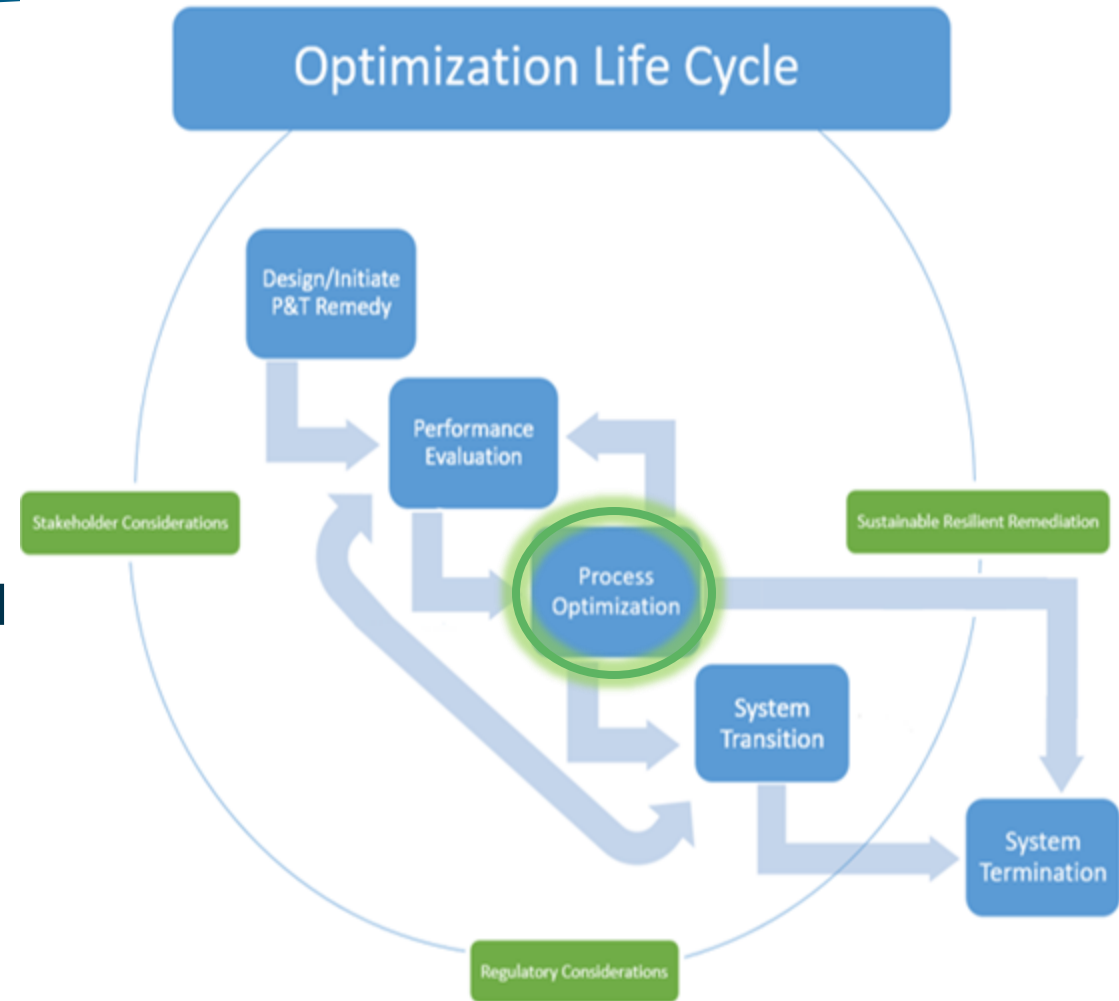 Optimization Life Cycle
Design/Initiate
P&T Remedy
Performance
Evaluation
Stakeholder Considerations
Sustainable Resilient Remediation
Process
Optimization
System
Transition
System
Termination
Regulatory Considerations